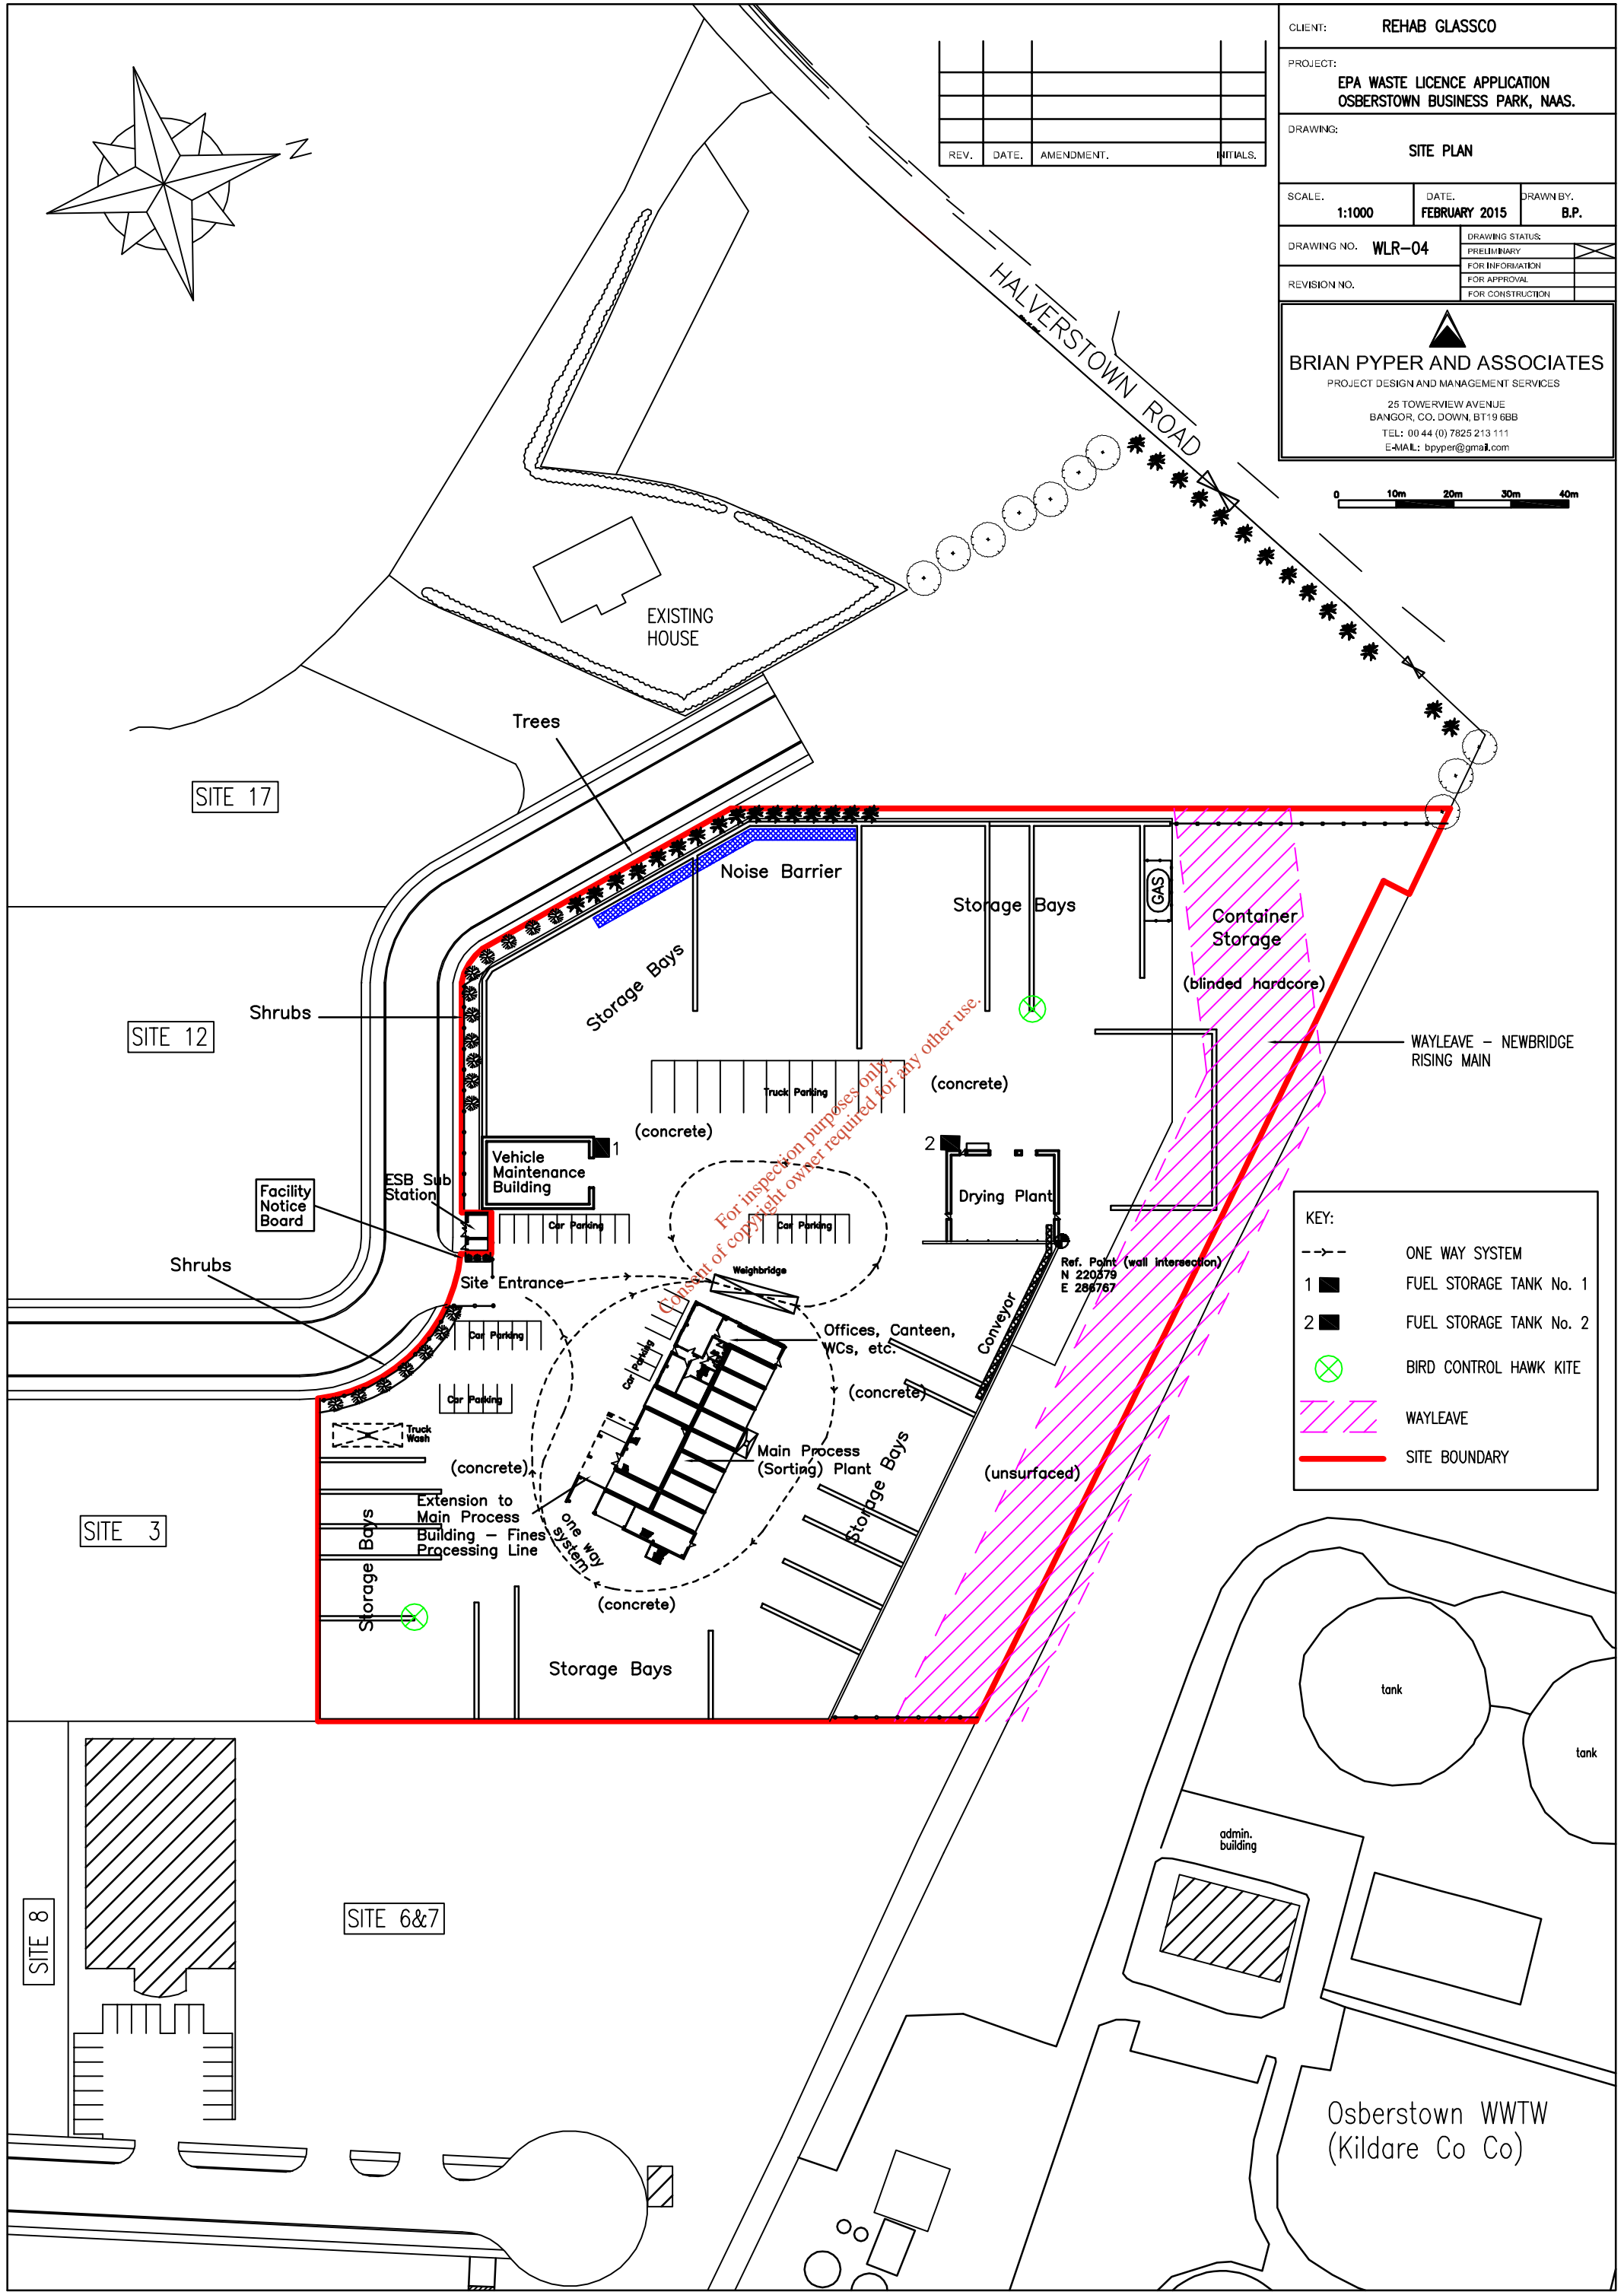 CLIENT: REHAB GLASSCO
PROJECT:
EPA WASTE LICENCE APPLICATION
OSBERSTOWN BUSINESS PARK, NAAS.
DRAWING:
SITE PLAN
SCALE. DATE. DRAWN BY.
1:1000 FEBRUARY 2015 B.P.
DRAWING NO. WLR-04
DRAWING STATUS:
PRELIMINARY
FOR INFORMATION
REVISION NO.
FOR APPROVAL
FOR CONSTRUCTION
BRIAN PYPER AND ASSOCIATES
PROJECT DESIGN AND MANAGEMENT SERVICES
25 TOWERVIEW AVENUE
BANGOR, CO. DOWN, BT19 6BB
TEL: 00 44 (0) 7825 213 111
E-MAIL: bpyper@gmail.com
REV. DATE. AMENDMENT. INITIALS.
0 10m 20m 30m 40m
N
HALVERSTOWN ROAD
EXISTING
HOUSE
Trees
SITE 17
Noise Barrier
Storage Bays
GAS
Container
Storage
(blinded hardcore)
Storage Bays
Shrubs
SITE 12
WAYLEAVE - NEWBRIDGE
RISING MAIN
Truck Parking
(concrete)
(concrete)
1
2
Vehicle
Maintenance
Building
ESB Sub
Station
Facility
Notice
Board
Drying Plant
Car Parking
Car Parking
Ref. Point (wall intersection)
N 220379
E 286767
Shrubs
Site Entrance
Weighbridge
Car Parking
Car Parking
Car Parking
Offices, Canteen,
WCs, etc.
Conveyor
(concrete)
Truck
Wash
(concrete)
Main Process
(Sorting) Plant
Storage Bays
(unsurfaced)
Extension to
Main Process
Building - Fines
Processing Line
one way
system
(concrete)
SITE 3
Storage Bays
Storage Bays
For inspection purposes only.
Consent of copyright owner required for any other use.
KEY:
ONE WAY SYSTEM
1 FUEL STORAGE TANK No. 1
2 FUEL STORAGE TANK No. 2
BIRD CONTROL HAWK KITE
WAYLEAVE
SITE BOUNDARY
tank
tank
admin.
building
SITE 8
SITE 6&7
Osberstown WWTW
(Kildare Co Co)